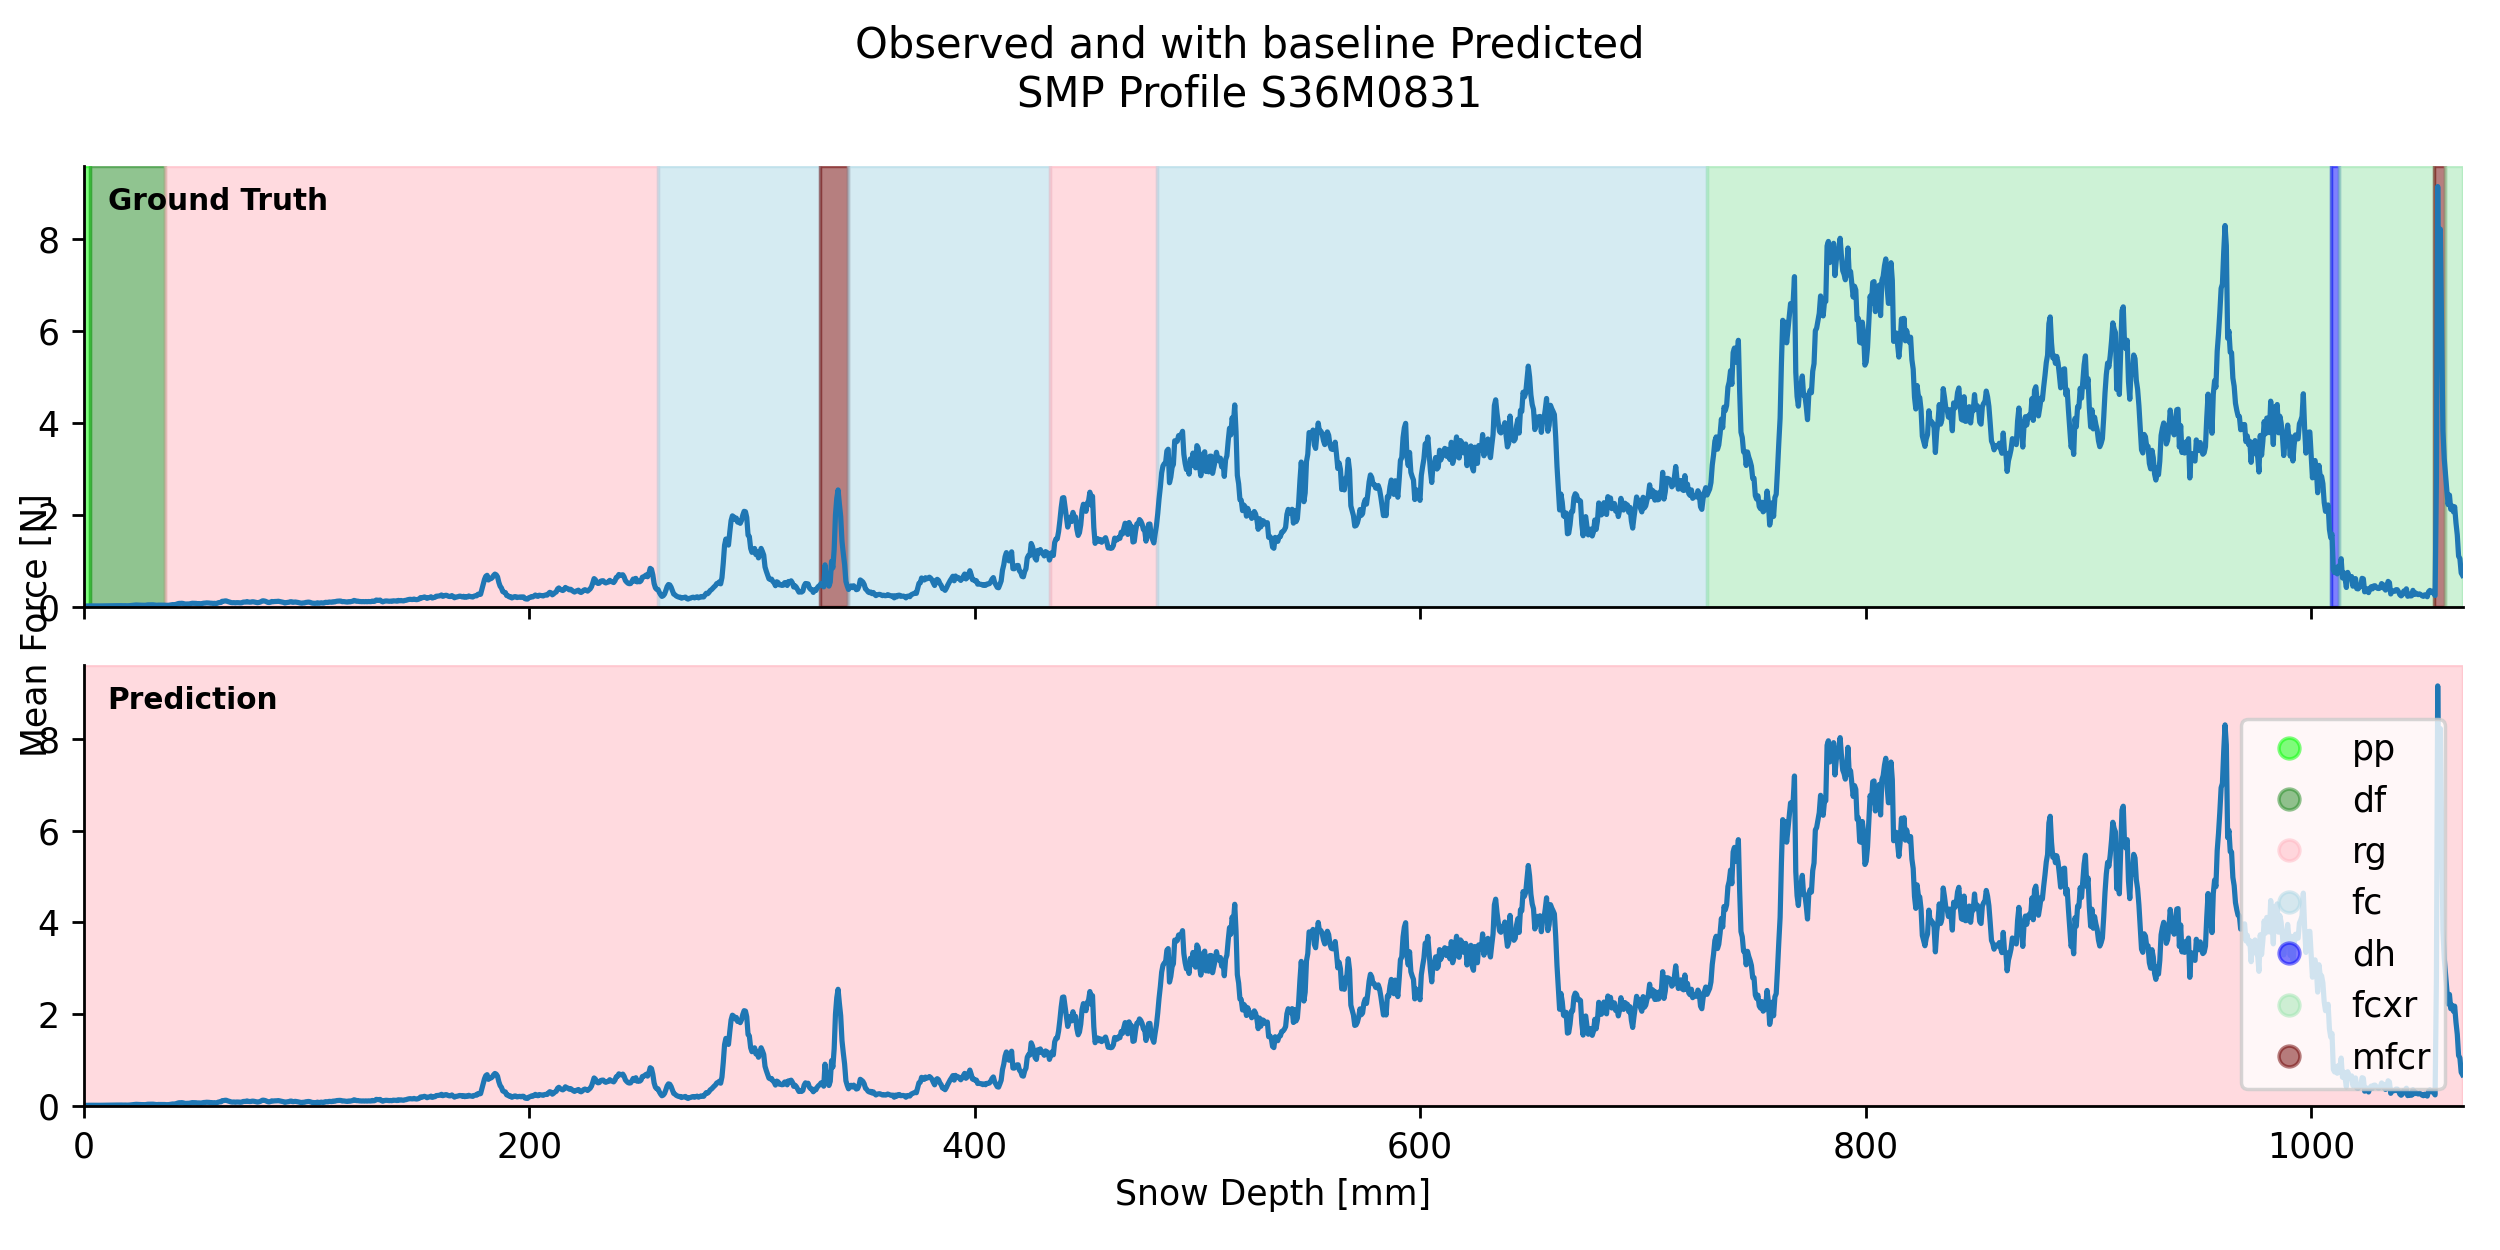 Observed and with baseline Predicted
SMP Profile S36M0831
Ground Truth
8
6
4
2
0
Mean Force [N]
Prediction
8
6
4
2
0
pp
df
rg
fc
dh
fcxr
mfcr
0 200 400 600 800 1000
Snow Depth [mm]